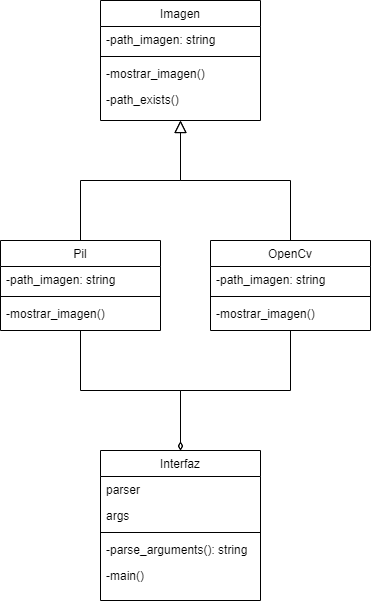 Imagen
-path_imagen: string
-mostrar_imagen()
-path_exists()
Pil
-path_imagen: string
-mostrar_imagen()
OpenCv
-path_imagen: string
-mostrar_imagen()
Interfaz
parser
args
-parse_arguments(): string
-main()